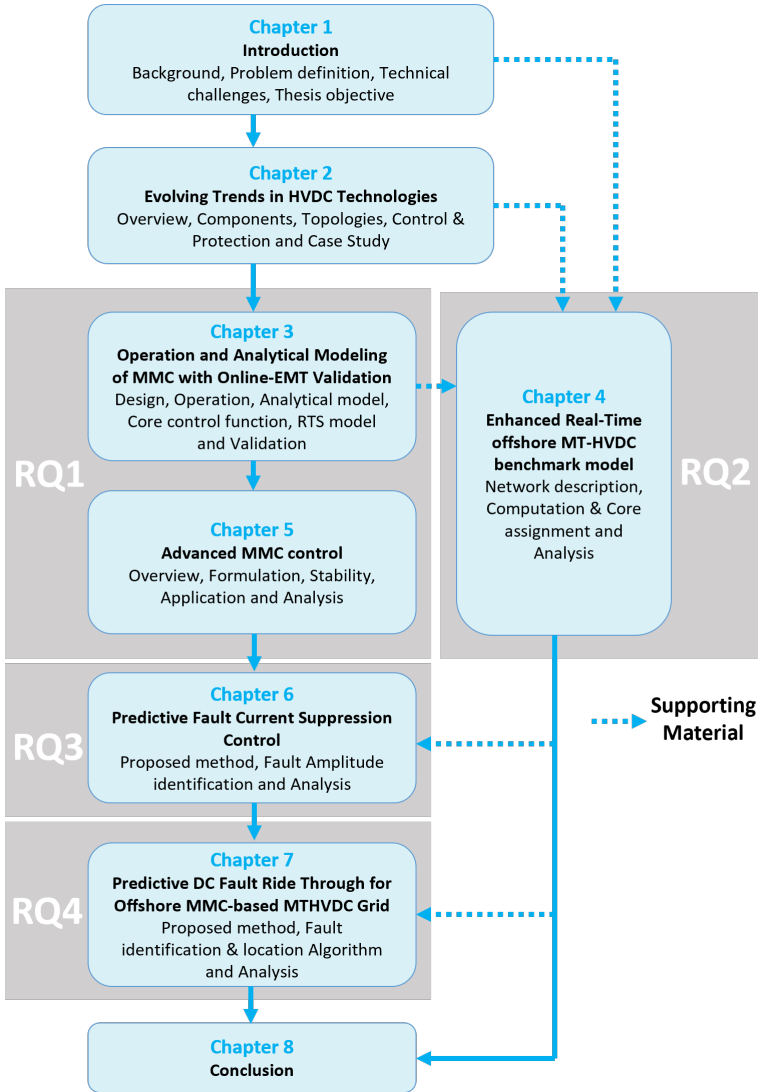 Chapter 1
Introduction
Background, Problem definition, Technical
challenges, Thesis objective
Chapter 2
Evolving Trends in HVDC Technologies
Overview, Components, Topologies, Control &
Protection and Case Study
RQ1
Chapter 3
Operation and Analytical Modeling
of MMC with Online-EMT Validation
Design, Operation, Analytical model,
Core control function, RTS model
and Validation
Chapter 4
Enhanced Real-Time
offshore MT-HVDC
benchmark model
Network description,
Computation & Core
assignment and
Analysis
RQ2
Chapter 5
Advanced MMC control
Overview, Formulation, Stability,
Application and Analysis
RQ3
Chapter 6
Predictive Fault Current Suppression
Control
Proposed method, Fault Amplitude
identification and Analysis
Supporting
Material
RQ4
Chapter 7
Predictive DC Fault Ride Through for
Offshore MMC-based MTHVDC Grid
Proposed method, Fault
identification & location Algorithm
and Analysis
Chapter 8
Conclusion